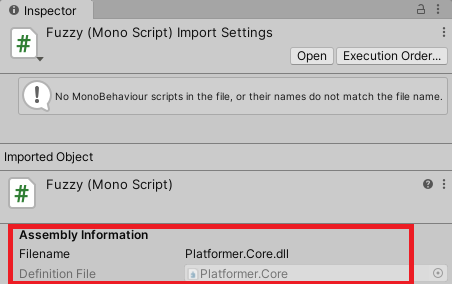 Inspector
Fuzzy (Mono Script) Import Settings
Open Execution Order...
No MonoBehaviour scripts in the file, or their names do not match the file name.
Imported Object
Fuzzy (Mono Script)
Assembly Information
Filename Platformer.Core.dll
Definition File Platformer.Core